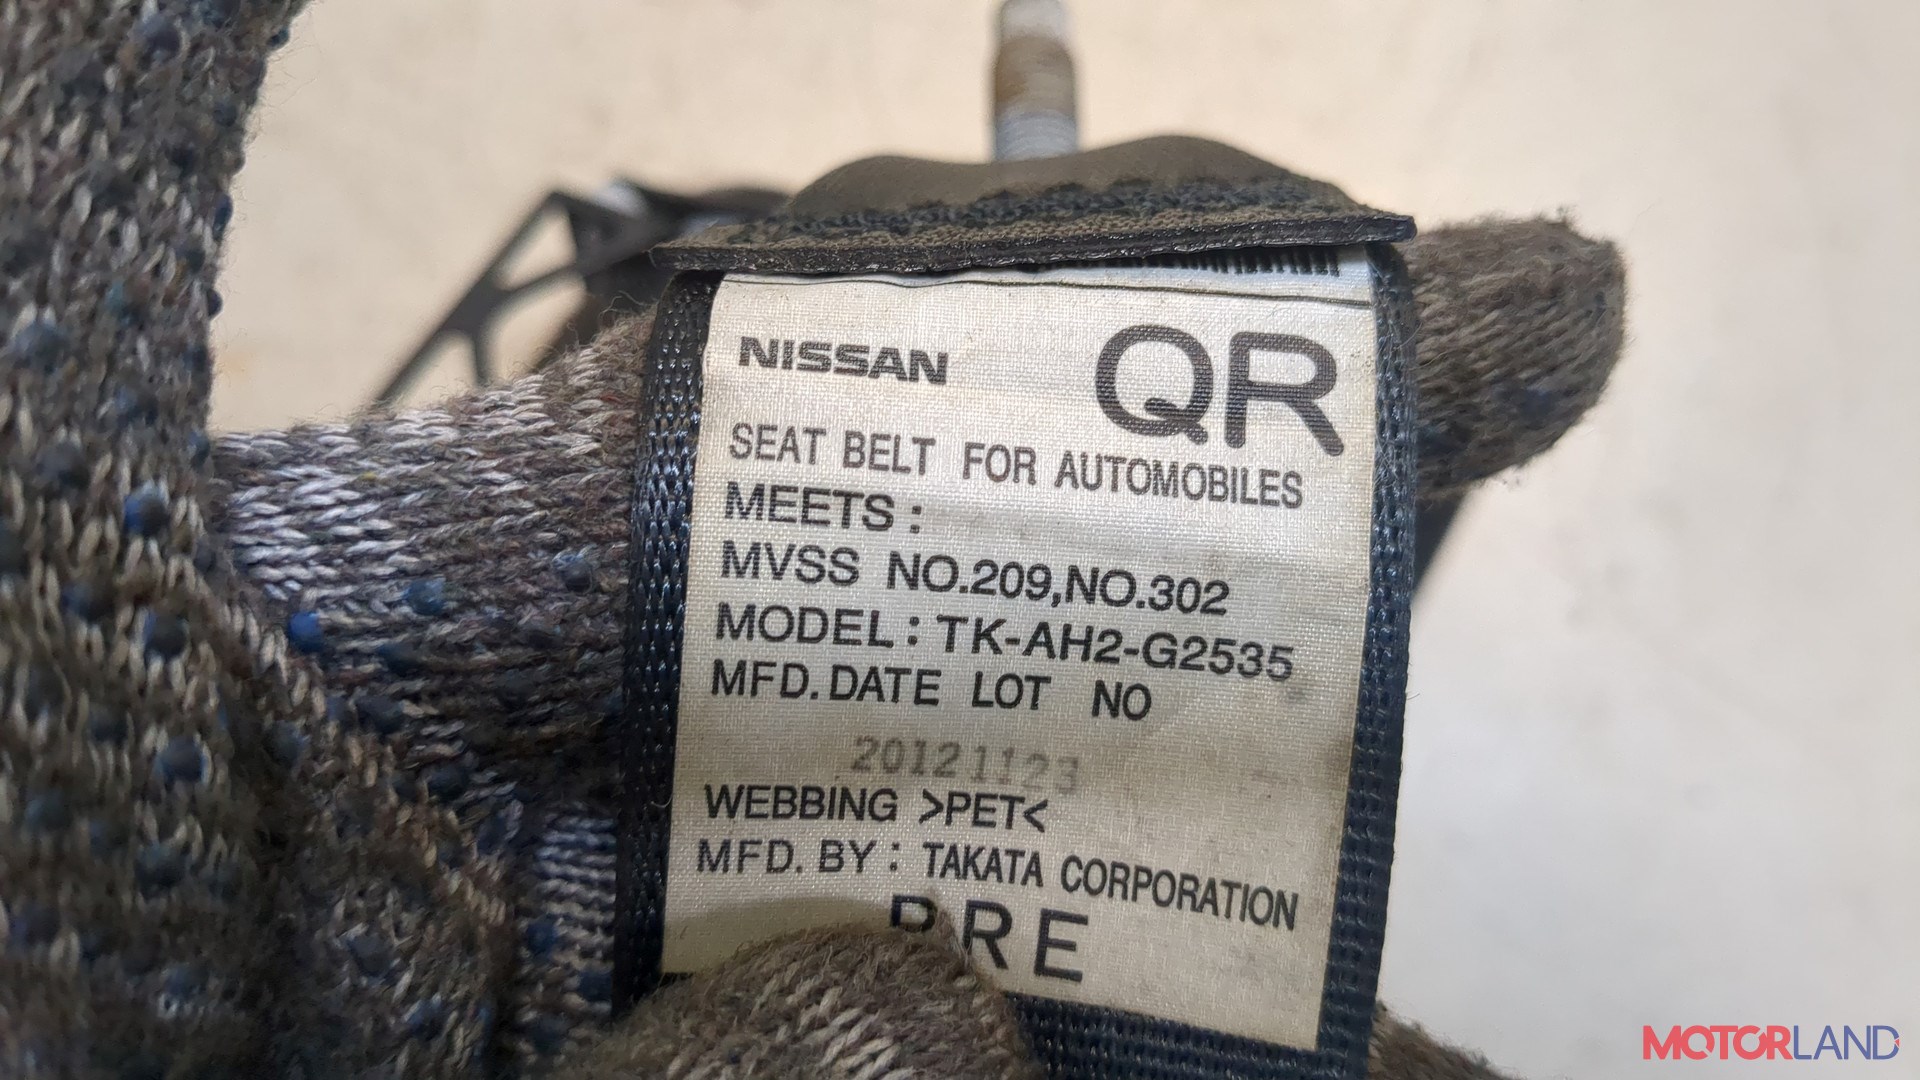 NISSAN QR
SEAT BELT FOR AUTOMOBILES
MEETS :
MVSS NO.209,NO.302
MODEL : TK-AH2-G2535
MFD. DATE LOT NO
20121123
WEBBING >PET<
MFD. BY : TAKATA CORPORATION
MOTORLAND